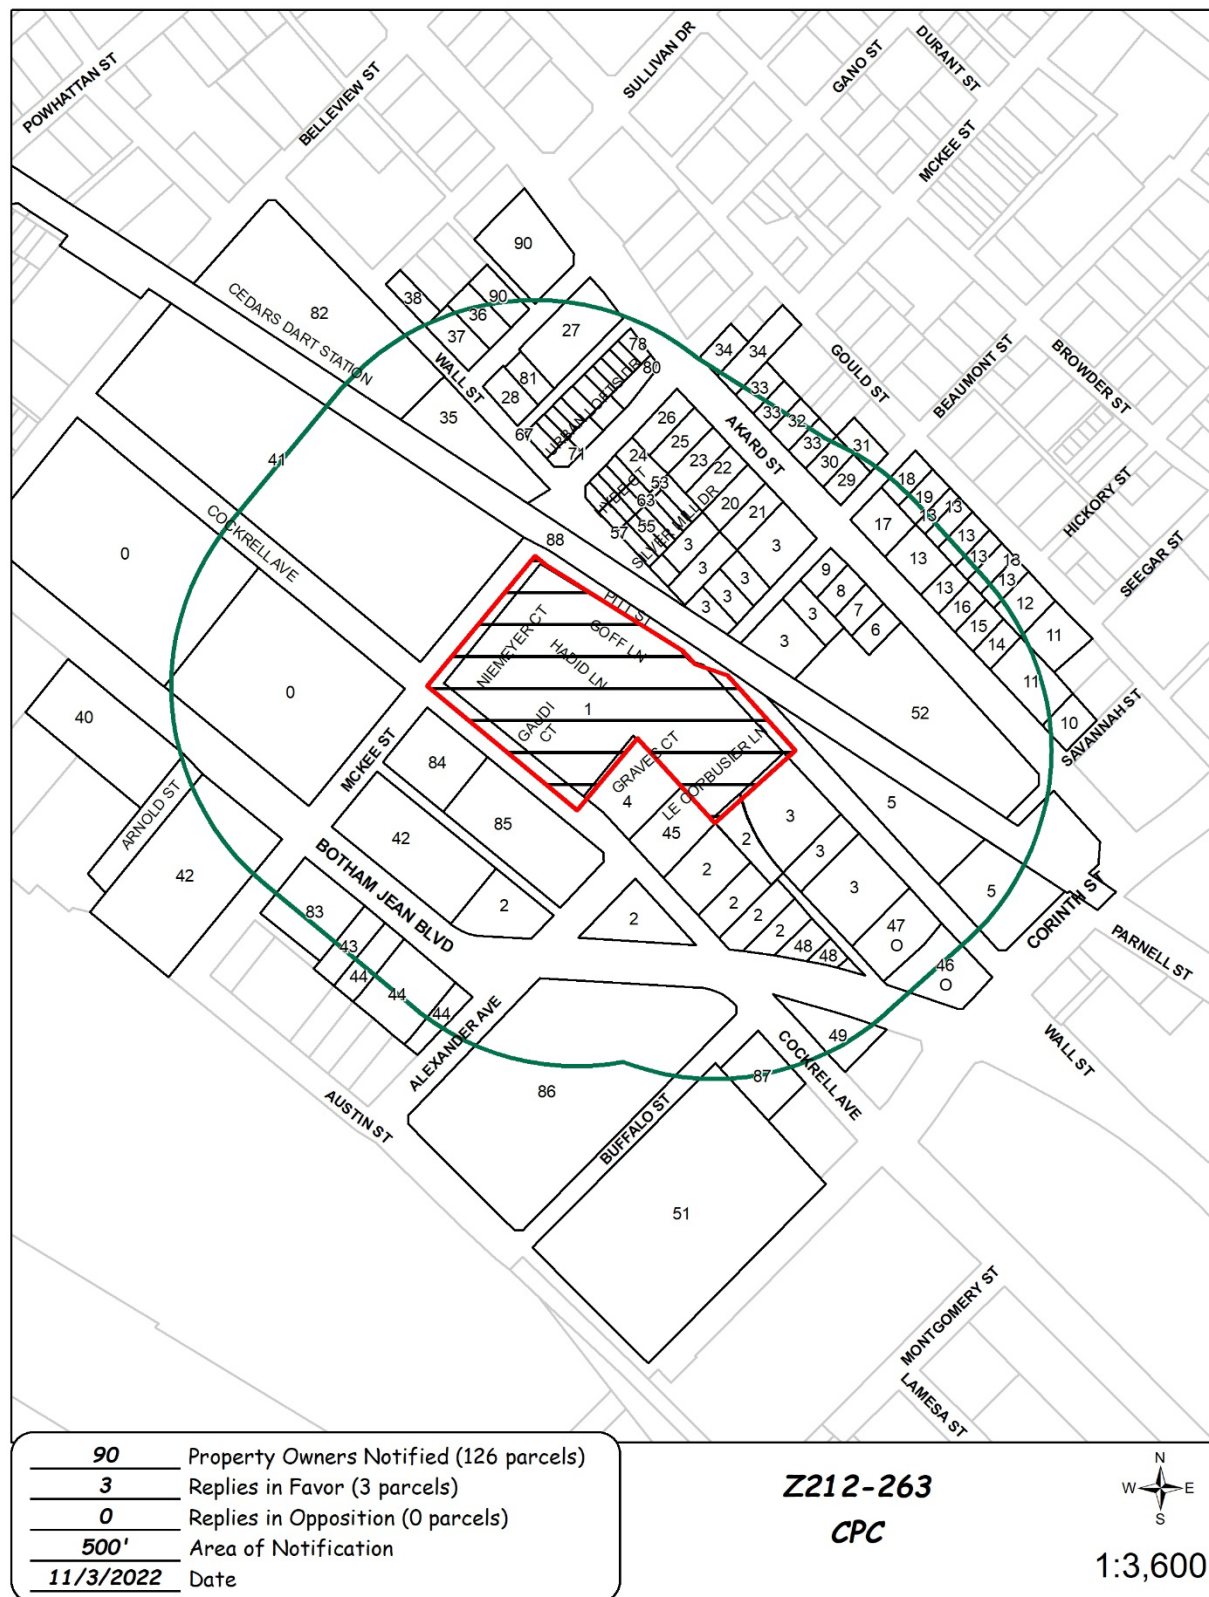 SULLIVAN DR
GANO ST
DURANT ST
POWHATTAN ST
BELLEVIEW ST
MCKEE ST
90
CEDARS DART STATION
82
38
90
36
37
27
WALL ST
78
80
81
28
URBAN LOFTS DR
67
71
35
34
34
33
33
32
33
30
29
31
GOULD ST
BEAUMONT ST
BROWDER ST
AKARD ST
26
25
24
23
22
53
63
20
21
HYDE CT
55
57
SILVER MILL DR
18
19
13
13
17
13
13
13
13
13
13
12
16
15
14
11
11
10
HICKORY ST
SEEGAR ST
SAVANNAH ST
41
COCKRELL AVE
0
88
3
3
3
3
3
3
3
3
9
8
7
6
52
PITT ST
GOFF LN
HADID LN
NIEMEYER CT
1
GAUDI
CT
GRAVES CT
LE CORBUSIER LN
0
40
MCKEE ST
84
85
4
45
2
2
2
2
2
3
3
3
5
5
47
O
46
O
48
48
ARNOLD ST
42
42
BOTHAM JEAN BLVD
2
2
83
43
44
44
44
CORINTH ST
PARNELL ST
WALL ST
ALEXANDER AVE
AUSTIN ST
86
BUFFALO ST
87
49
COCKRELL AVE
51
MONTGOMERY ST
LAMESA ST
90 Property Owners Notified (126 parcels)
3 Replies in Favor (3 parcels)
0 Replies in Opposition (0 parcels)
500' Area of Notification
11/3/2022 Date
Z212-263
CPC
N
W E
S
1:3,600